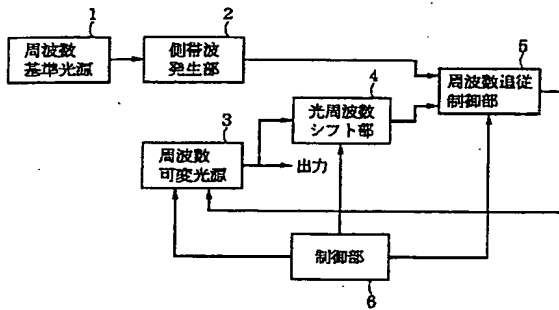 1
周波数
基準光源
2
側帯波
発生部
5
周波数追従
制御部
4
光周波数
シフト部
3
周波数
可変光源
出力
制御部
6